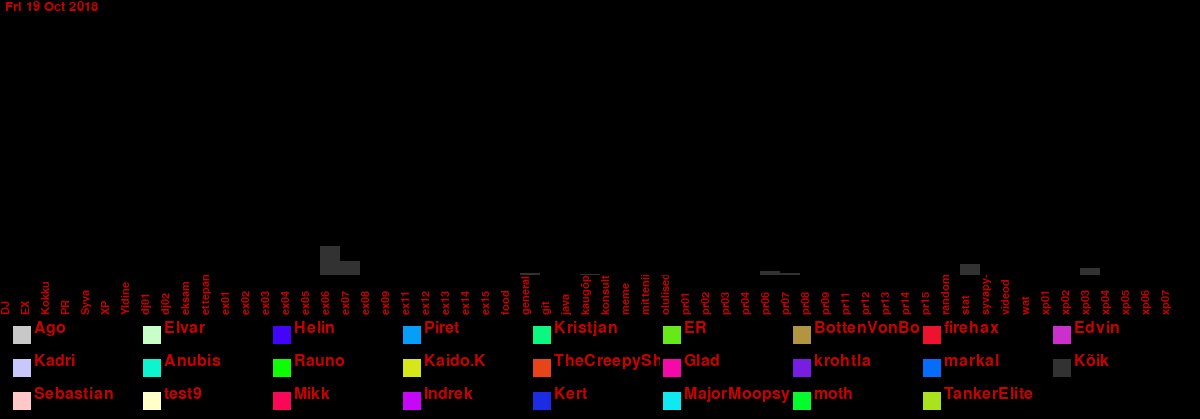 Fri 19 Oct 2018
DJ
EX
Kokku
PR
Syva
XP
Yldine
dj01
dj02
eksam
ettepan
ex01
ex02
ex03
ex04
ex05
ex06
ex07
ex08
ex09
ex11
ex12
ex13
ex14
ex15
food
general
git
java
kaugõp
konsult
meme
mittenii
olulised
pr01
pr02
pr03
pr04
pr06
pr07
pr08
pr09
pr11
pr12
pr13
pr14
pr15
random
stat
syvapy-
videod
wat
xp01
xp02
xp03
xp04
xp05
xp06
xp07
Ago Elvar Helin Piret Kristjan ER BottenVonBo firehax Edvin
Kadri Anubis Rauno Kaido.K TheCreepySh Glad krohtla markal Kõik
Sebastian test9 Mikk Indrek Kert MajorMoopsy moth TankerElite